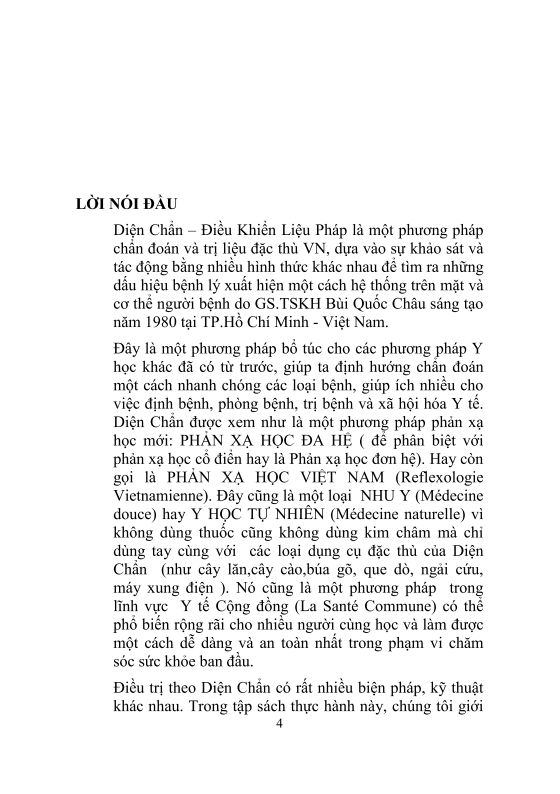 LỜI NÓI ĐẦU
Diện Chẩn – Điều Khiển Liệu Pháp là một phương pháp
chẩn đoán và trị liệu đặc thù VN, dựa vào sự khảo sát và
tác động bằng nhiều hình thức khác nhau để tìm ra những
dấu hiệu bệnh lý xuất hiện một cách hệ thống trên mặt và
cơ thể người bệnh do GS.TSKH Bùi Quốc Châu sáng tạo
năm 1980 tại TP.Hồ Chí Minh - Việt Nam.
Đây là một phương pháp bổ túc cho các phương pháp Y
học khác đã có từ trước, giúp ta định hướng chẩn đoán
một cách nhanh chóng các loại bệnh, giúp ích nhiều cho
việc định bệnh, phòng bệnh, trị bệnh và xã hội hóa Y tế.
Diện Chẩn được xem như là một phương pháp phản xạ
học mới: PHẢN XẠ HỌC ĐA HỆ ( để phân biệt với
phản xạ học cổ điển hay là Phản xạ học đơn hệ). Hay còn
gọi là PHẢN XẠ HỌC VIỆT NAM (Reflexologie
Vietnamienne). Đây cũng là một loại NHU Y (Médecine
douce) hay Y HỌC TỰ NHIÊN (Médecine naturelle) vì
không dùng thuốc cũng không dùng kim châm mà chỉ
dùng tay cùng với các loại dụng cụ đặc thù của Diện
Chẩn (như cây lăn,cây cào,búa gõ, que dò, ngải cứu,
máy xung điện ). Nó cũng là một phương pháp trong
lĩnh vực Y tế Cộng đồng (La Santé Commune) có thể
phổ biến rộng rãi cho nhiều người cùng học và làm được
một cách dễ dàng và an toàn nhất trong phạm vi chăm
sóc sức khỏe ban đầu.
Điều trị theo Diện Chẩn có rất nhiều biện pháp, kỹ thuật
khác nhau. Trong tập sách thực hành này, chúng tôi giới
4